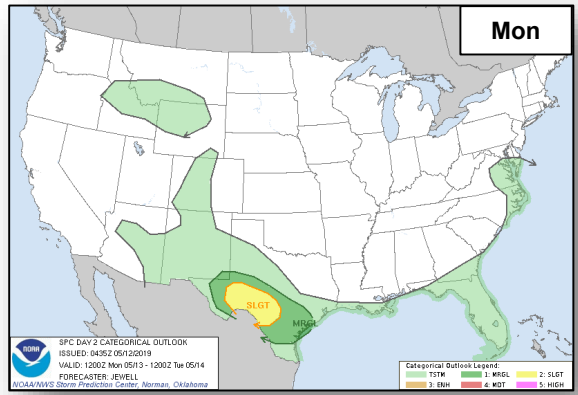 Mon
SLGT
MRGL
NOAA
SPC DAY 2 CATEGORICAL OUTLOOK
ISSUED: 0435Z 05/12/2019
VALID: 1200Z Mon 05/13 - 1200Z Tue 05/14
FORECASTER: JEWELL
NOAA/NWS Storm Prediction Center, Norman, Oklahoma
Categorical Outlook Legend:
TSTM 1: MRGL 2: SLGT
3: ENH 4: MDT 5: HIGH